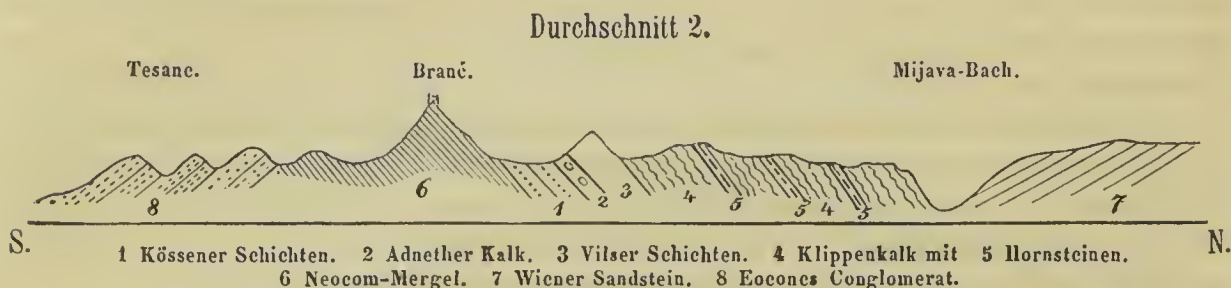 Durchschnitt 2.
Tesanc. Branč. Mijava-Bach.
8 6 1 2 3 4 5 5 4 5 7
S. N.
1 Kössener Schichten. 2 Adnether Kalk. 3 Vilser Schichten. 4 Klippenkalk mit 5 Hornsteinen.
6 Neocom-Mergel. 7 Wiener Sandstein. 8 Eocenes Conglomerat.